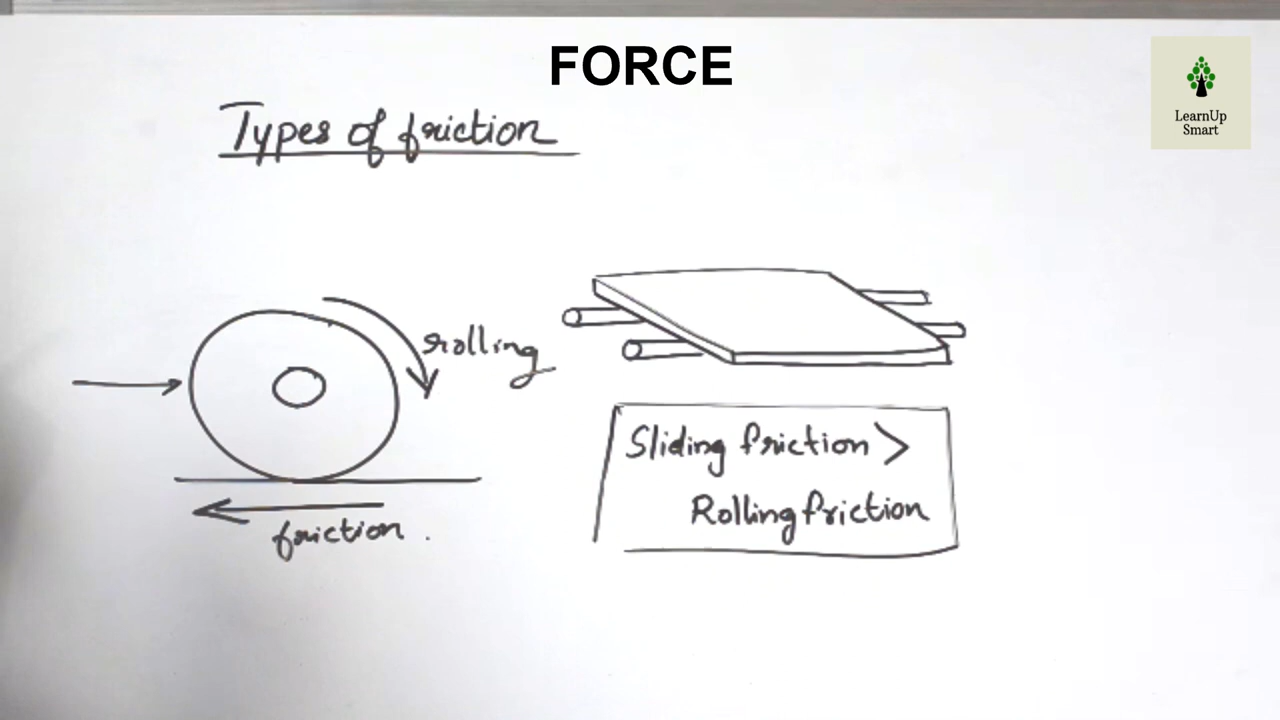 FORCE
LearnUp
Smart
Types of friction
rolling
Sliding friction >
Rolling friction
friction.